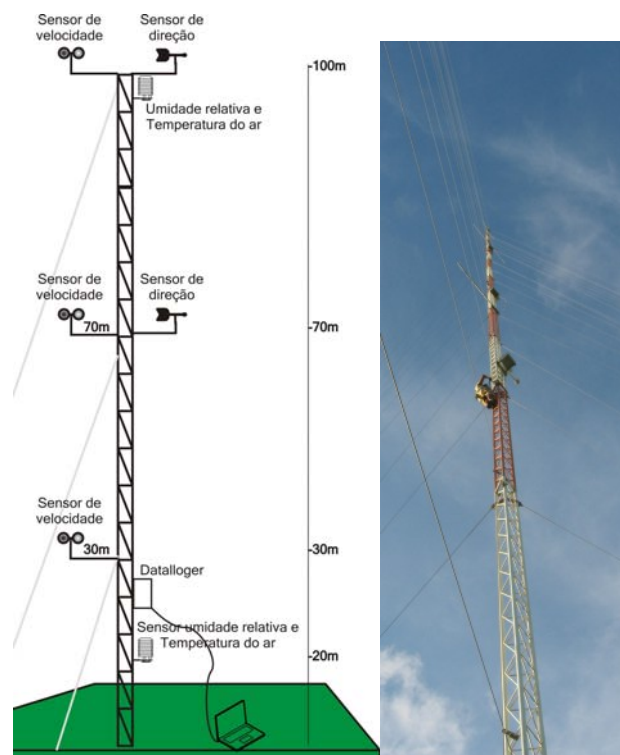 Sensor de
velocidade
Sensor de
direção
-100m
Umidade relativa e
Temperatura do ar
Sensor de
velocidade
70m
Sensor de
direção
-70m
Sensor de
velocidade
30m
-30m
Datalloger
Sensor umidade relativa e
Temperatura do ar
-20m